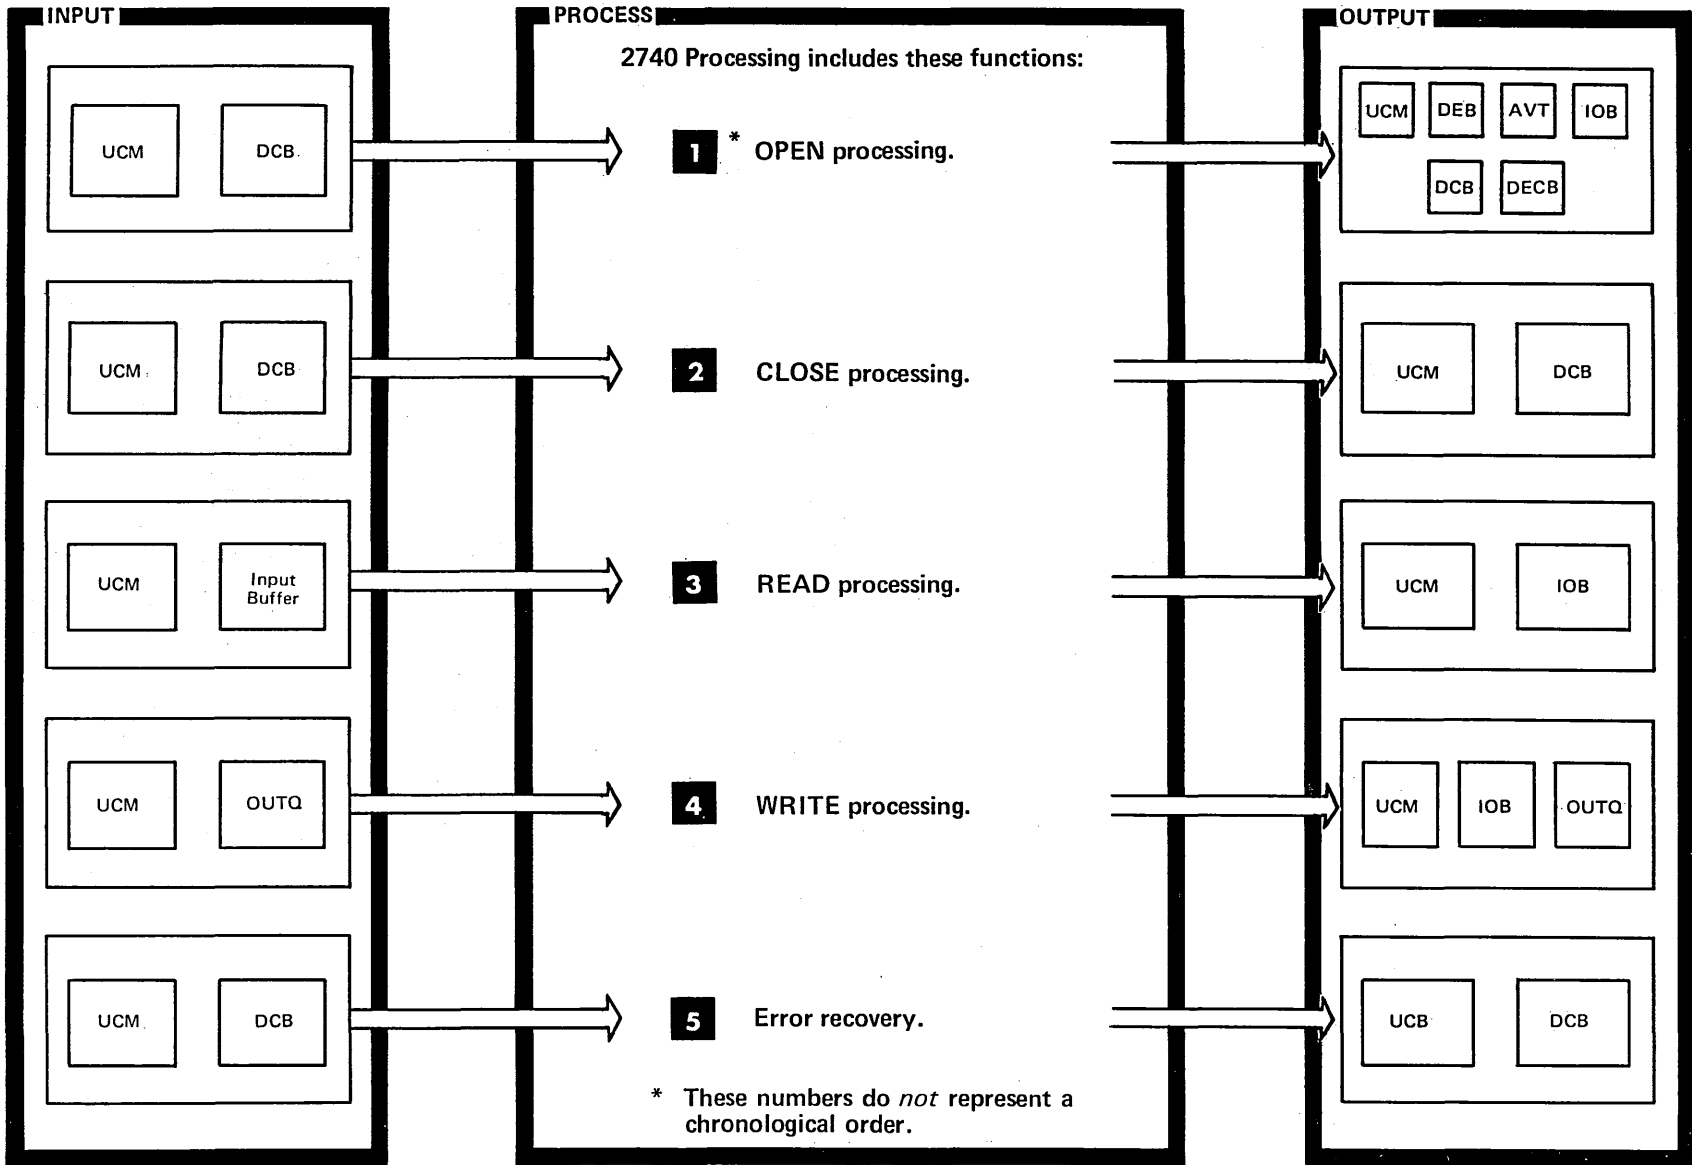 INPUT
PROCESS
OUTPUT
2740 Processing includes these functions:
UCM
DCB
1 * OPEN processing.
UCM
DEB
AVT
IOB
DCB
DECB
UCM
DCB
2 CLOSE processing.
UCM
DCB
UCM
Input
Buffer
3 READ processing.
UCM
IOB
UCM
OUTQ
4 WRITE processing.
UCM
IOB
OUTQ
UCM
DCB
5 Error recovery.
UCB
DCB
* These numbers do not represent a
chronological order.